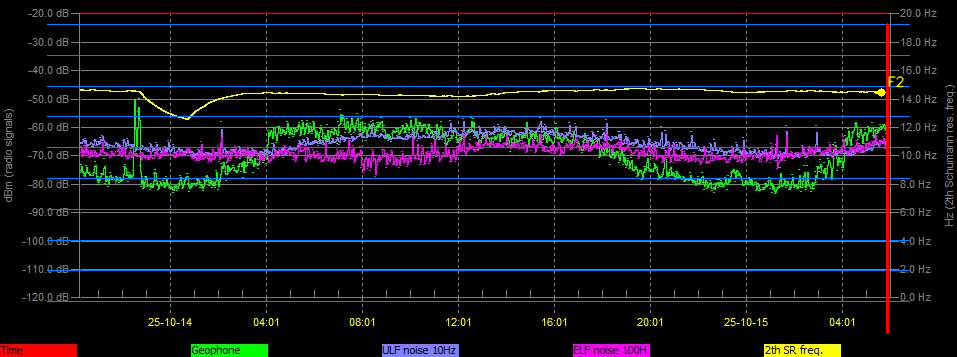 -20.0 dB 20.0 Hz
-30.0 dB 18.0 Hz
-40.0 dB 16.0 Hz
F2
-50.0 dB 14.0 Hz
-60.0 dB 12.0 Hz
-70.0 dB 10.0 Hz
-80.0 dB 8.0 Hz
-90.0 dB 6.0 Hz
-100.0 dB 4.0 Hz
-110.0 dB 2.0 Hz
-120.0 dB 0.0 Hz
dBm (radio signals)
Hz (2th Schumann res. freq.)
25-10-14 04:01 08:01 12:01 16:01 20:01 25-10-15 04:01
Time Geophone ULF noise 10Hz ELF noise 100H 2th SR freq.